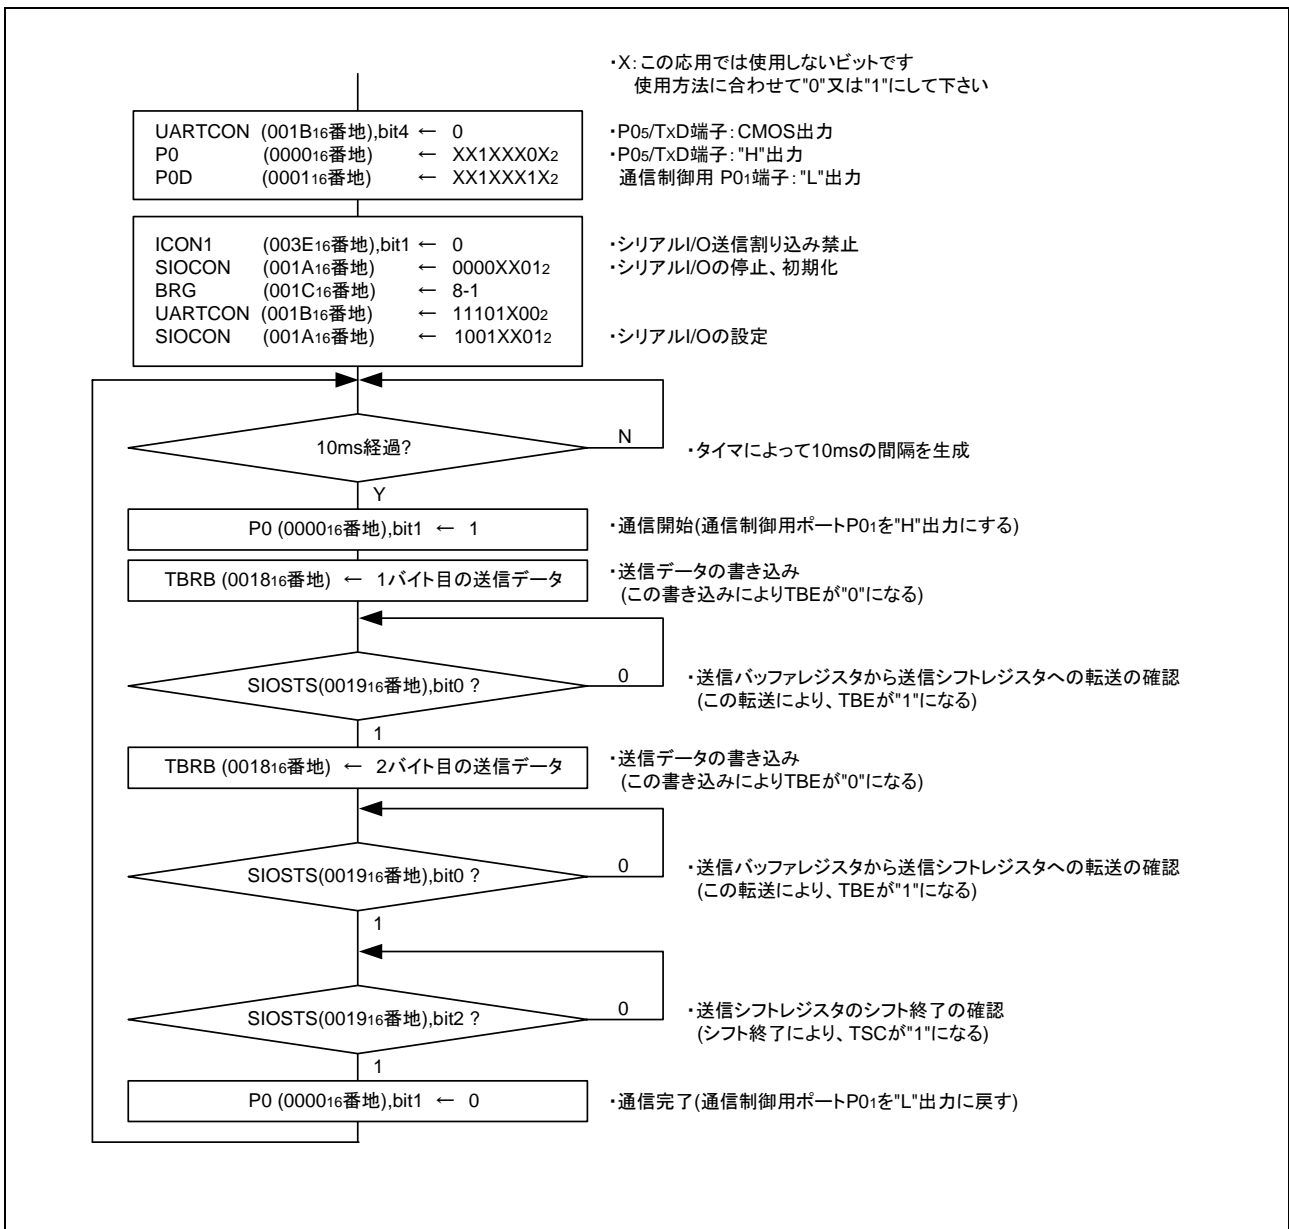 ・X：この応用では使用しないビットです
使用方法に合わせて"0"又は"1"にして下さい
UARTCON (001B16番地),bit4 ← 0 ・P05/TXD端子：CMOS出力
P0 (000016番地) ← XX1XXX0X2 ・P05/TXD端子："H"出力
P0D (000116番地) ← XX1XXX1X2 通信制御用 P01端子："L"出力
ICON1 (003E16番地),bit1 ← 0 ・シリアルI/O送信割り込み禁止
SIOCON (001A16番地) ← 0000XX012 ・シリアルI/Oの停止、初期化
BRG (001C16番地) ← 8-1
UARTCON (001B16番地) ← 11101X002
SIOCON (001A16番地) ← 1001XX012 ・シリアルI/Oの設定
10ms経過? N ・タイマによって10msの間隔を生成
Y
P0 (000016番地),bit1 ← 1 ・通信開始(通信制御用ポートP01を"H"出力にする)
TBRB (001816番地) ← 1バイト目の送信データ ・送信データの書き込み
(この書き込みによりTBEが"0"になる)
SIOSTS(001916番地),bit0 ? 0 ・送信バッファレジスタから送信シフトレジスタへの転送の確認
(この転送により、TBEが"1"になる)
1
TBRB (001816番地) ← 2バイト目の送信データ ・送信データの書き込み
(この書き込みによりTBEが"0"になる)
SIOSTS(001916番地),bit0 ? 0 ・送信バッファレジスタから送信シフトレジスタへの転送の確認
(この転送により、TBEが"1"になる)
1
SIOSTS(001916番地),bit2 ? 0 ・送信シフトレジスタのシフト終了の確認
(シフト終了により、TSCが"1"になる)
1
P0 (000016番地),bit1 ← 0 ・通信完了(通信制御用ポートP01を"L"出力に戻す)